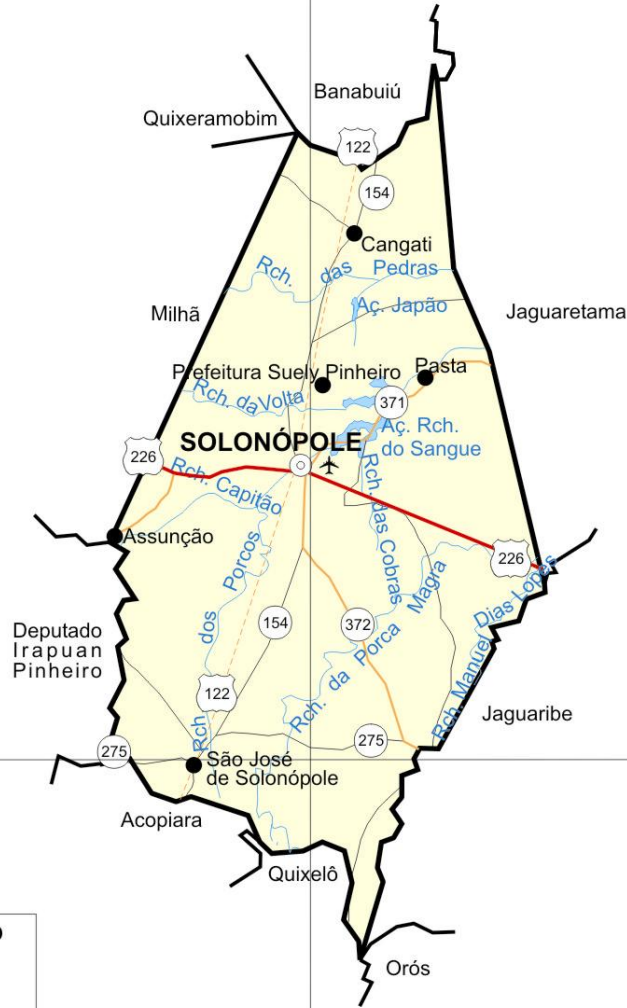 Banabuiú
Quixeramobim
122
154
Cangati
Rch. das Pedras
Milhã
Aç. Japão
Jaguaretama
Prefeitura Suely Pinheiro
Pasta
Rch. da Volta
371
Aç. Rch.
do Sangue
SOLONÓPOLE
226
Rch. Capitão
Rch. das Cobras
Assunção
226
Rch. dos Porcos
Rch. da Porca Magra
Rch. Manuel Dias Lopes
154
372
Deputado
Irapuan
Pinheiro
122
Jaguaribe
275
275
São José
de Solonópole
Acopiara
Quixelô
Orós